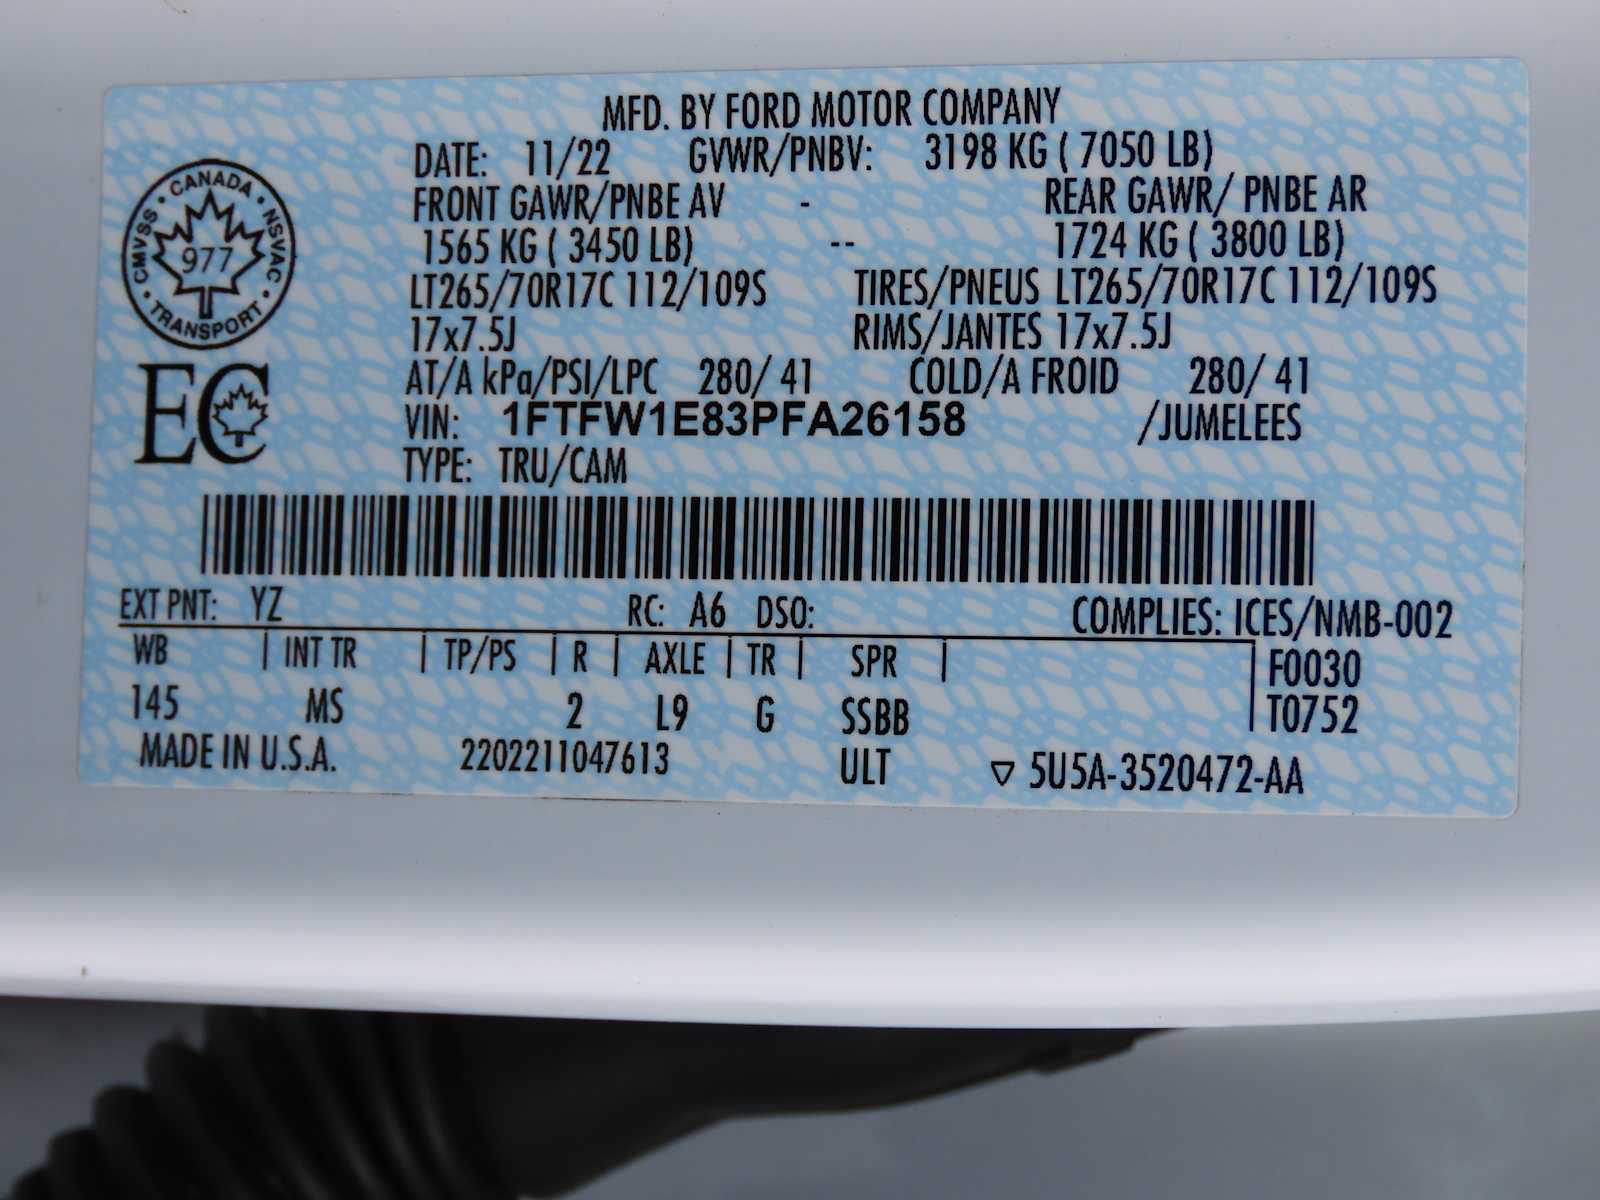 MFD. BY FORD MOTOR COMPANY
DATE: 11/22 GVWR/PNBV: 3198 KG ( 7050 LB)
FRONT GAWR/PNBE AV - REAR GAWR/ PNBE AR
1565 KG ( 3450 LB) -- 1724 KG ( 3800 LB)
LT265/70R17C 112/109S TIRES/PNEUS LT265/70R17C 112/109S
17x7.5J RIMS/JANTES 17x7.5J
AT/A kPa/PSI/LPC 280/ 41 COLD/A FROID 280/ 41
VIN: 1FTFW1E83PFA26158 /JUMELEES
TYPE: TRU/CAM
CANADA · NSVAC · TRANSPORT · CMVSS ·
977
EC
EXT PNT: YZ RC: A6 DSO: COMPLIES: ICES/NMB-002
WB | INT TR | TP/PS | R | AXLE | TR | SPR | F0030
145 MS 2 L9 G SSBB T0752
MADE IN U.S.A. 2202211047613 ULT ▽ 5U5A-3520472-AA